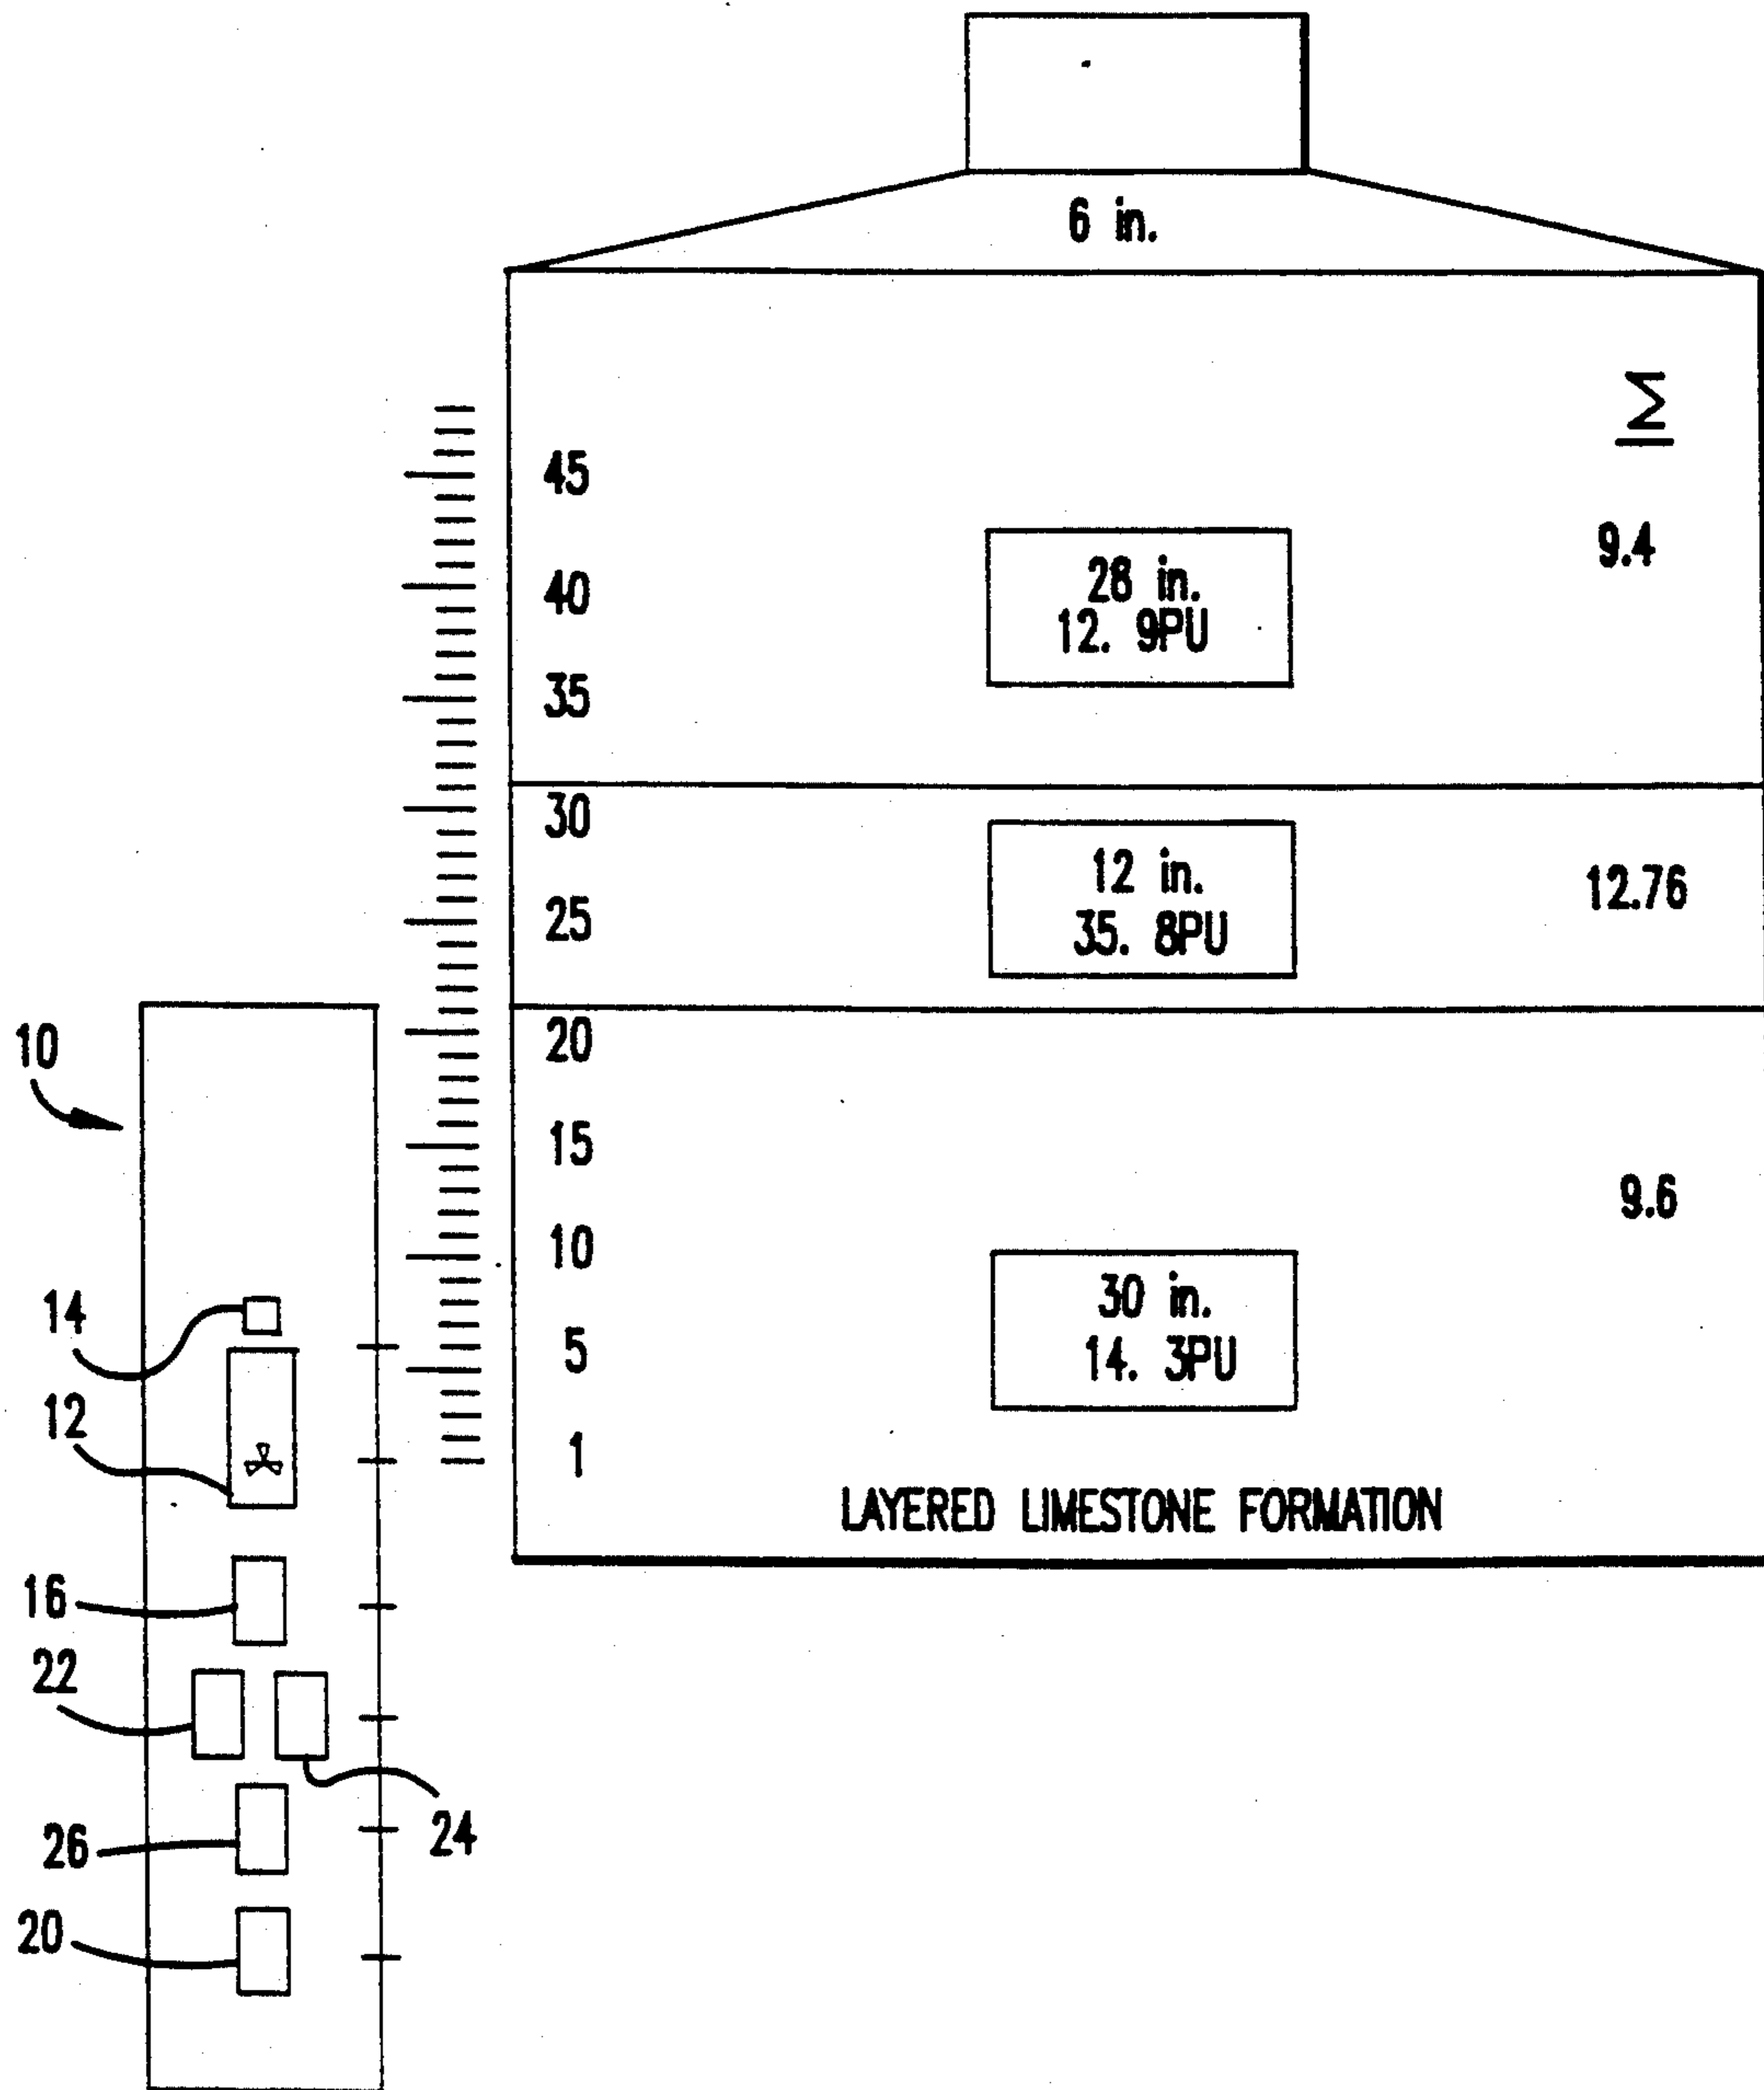 6 in.
Σ
45
9.4
28 in.
40
12. 9PU
35
30
12 in.
12.76
25
35. 8PU
10
20
15
9.6
10
14
30 in.
5
14. 3PU
12
1
LAYERED LIMESTONE FORMATION
16
22
26
24
20